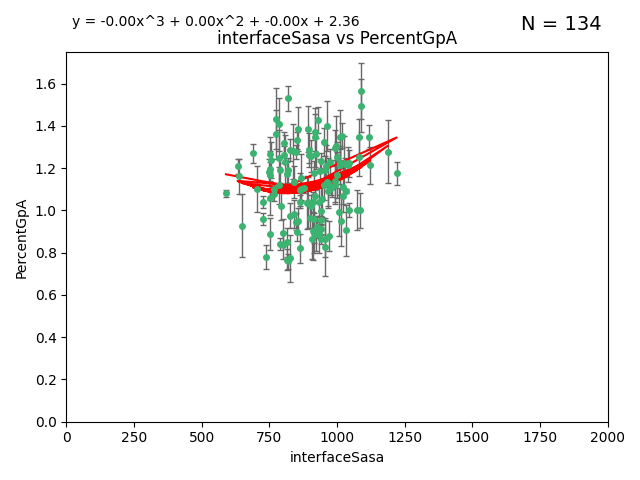 y = -0.00x^3 + 0.00x^2 + -0.00x + 2.36
N = 134
interfaceSasa vs PercentGpA
1.6
1.4
1.2
1.0
0.8
0.6
0.4
0.2
0.0
PercentGpA
0 250 500 750 1000 1250 1500 1750 2000
interfaceSasa